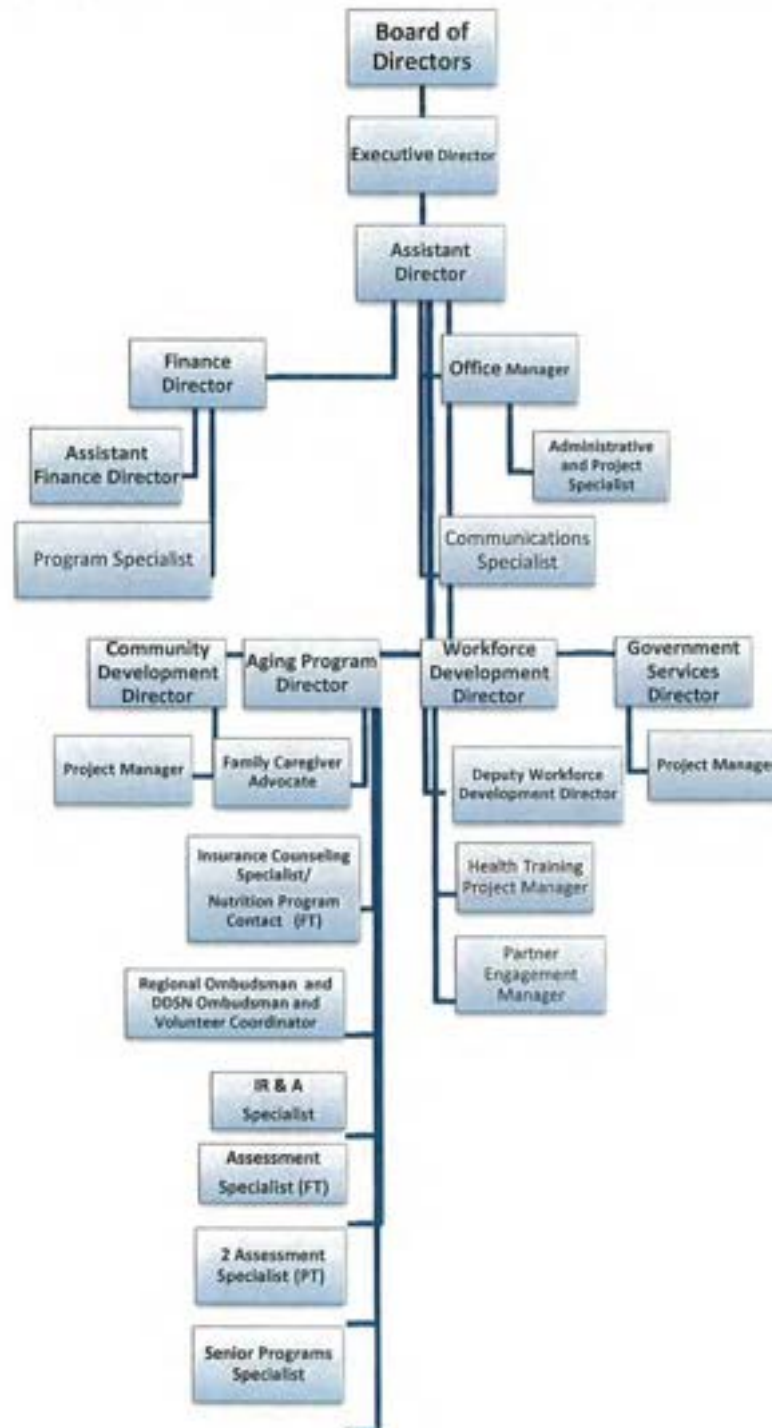 Board of
Directors
Executive Director
Assistant
Director
Finance
Director
Office Manager
Assistant
Finance Director
Administrative
and Project
Specialist
Program Specialist
Communications
Specialist
Community
Development
Director
Aging Program
Director
Workforce
Development
Director
Government
Services
Director
Project Manager
Family Caregiver
Advocate
Deputy Workforce
Development Director
Project Manager
Insurance Counseling
Specialist/
Nutrition Program
Contact (FT)
Health Training
Project Manager
Partner
Engagement
Manager
Regional Ombudsman and
DDSN Ombudsman and
Volunteer Coordinator
IR & A
Specialist
Assessment
Specialist (FT)
2 Assessment
Specialist (PT)
Senior Programs
Specialist